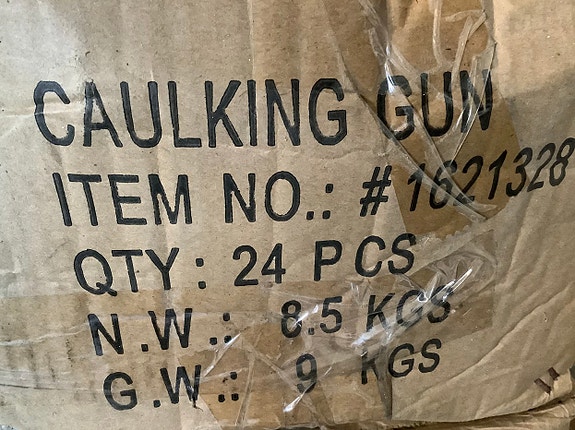 CAULKING GUN
ITEM NO.: #1621328
QTY: 24 PCS
N.W.: 8.5 KGS
G.W.: 9 KGS